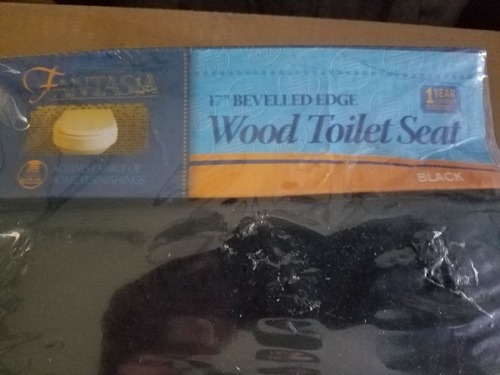 FANTASIA
17" BEVELLED EDGE
Wood Toilet Seat
1 YEAR
BLACK